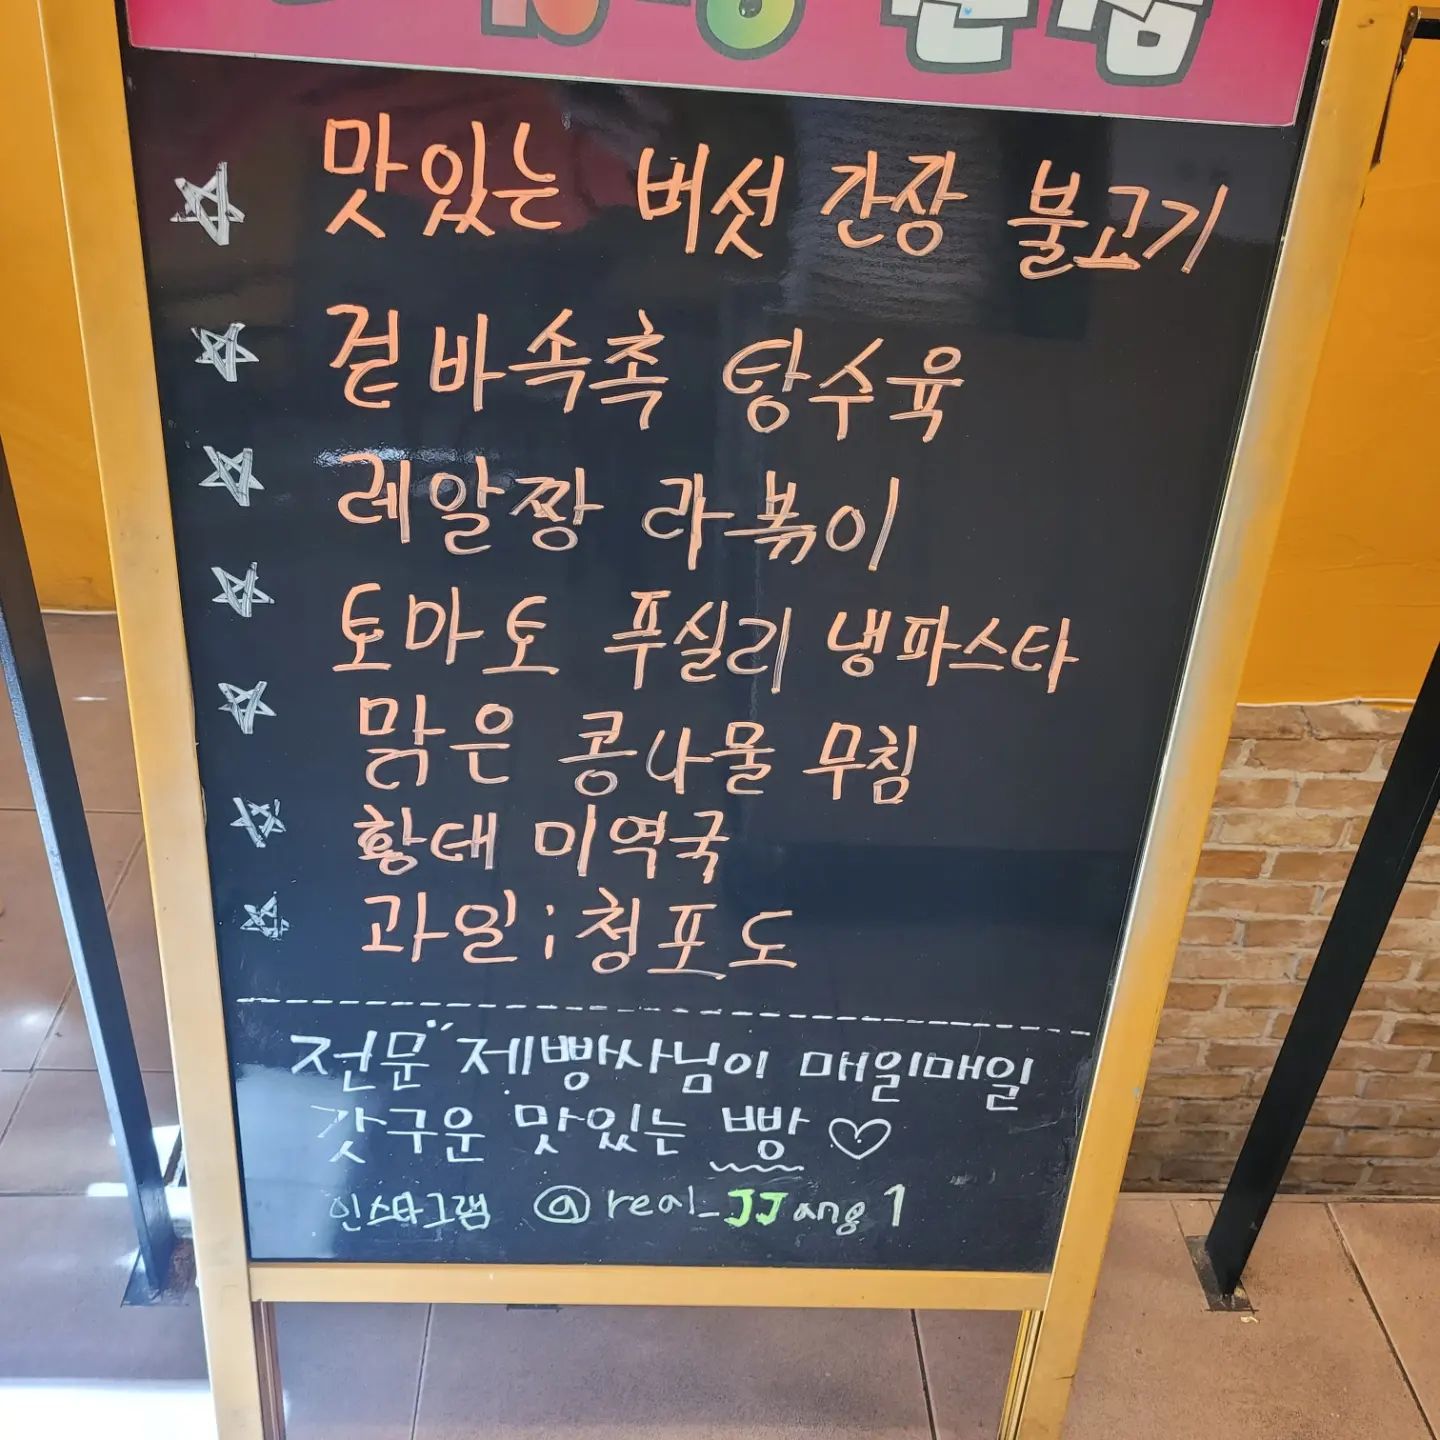 맛있는 버섯 간장 불고기
겉바속촉 탕수육
레알짱 라볶이
토마토 푸실리 냉파스타
맑은 콩나물 무침
황태 미역국
과일 ; 청포도
전문 제빵사님이 매일매일
갓구운 맛있는 빵♡
인스타그램 @real_JJang1